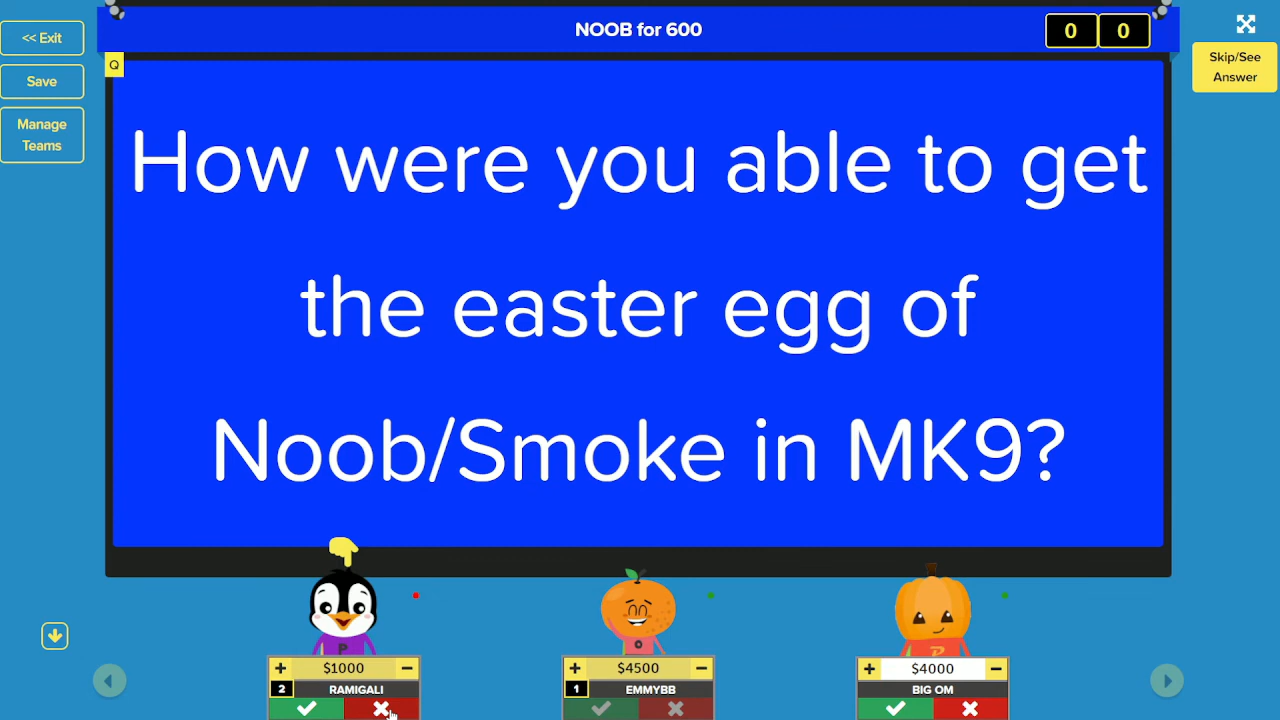 << Exit
NOOB for 600
0 0
Save
Q
Skip/See
Answer
Manage
Teams
How were you able to get
the easter egg of
Noob/Smoke in MK9?
P
O
P
+ $1000 −
+ $4500 −
+ $4000 −
2 RAMIGALI
1 EMMYBB
BIG OM